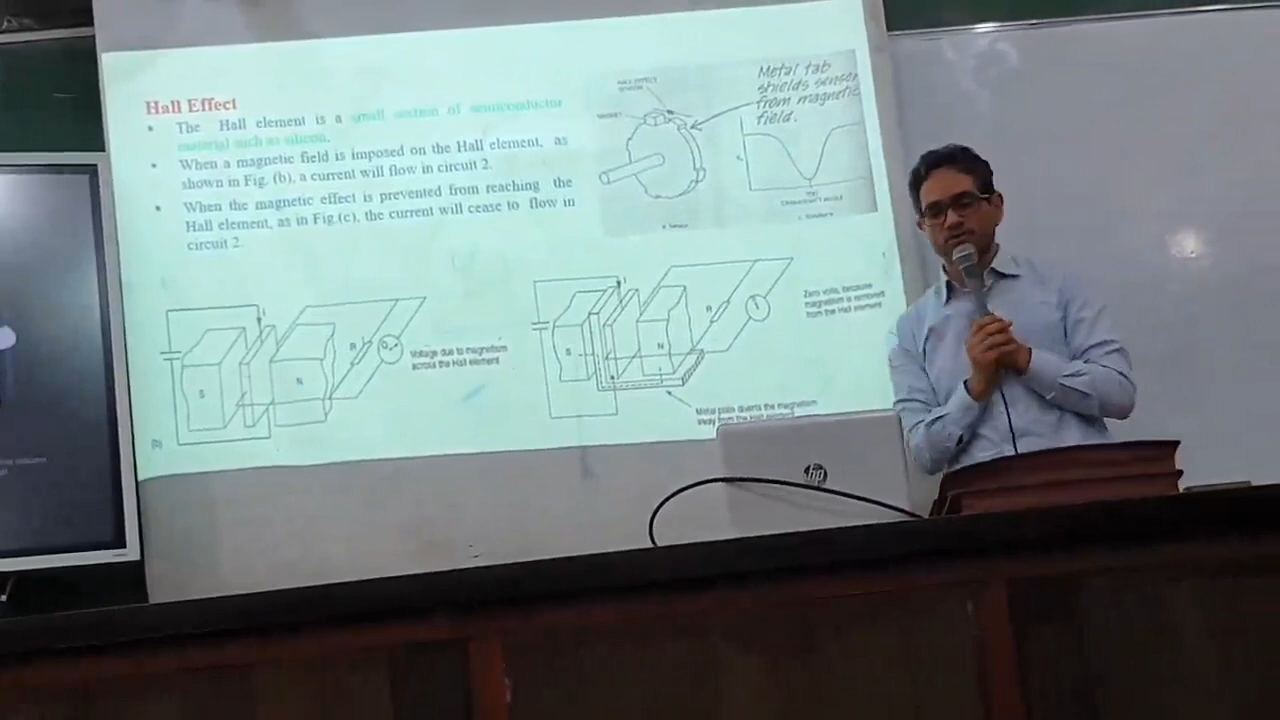 Hall Effect
• The Hall element is a small section of semiconductor
material such as silicon.
• When a magnetic field is imposed on the Hall element, as
shown in Fig. (b), a current will flow in circuit 2.
• When the magnetic effect is prevented from reaching the
Hall element, as in Fig.(c), the current will cease to flow in
circuit 2.
HALL EFFECT
SENSOR
MAGNET
Metal tab
shields sensor
from magnetic
field.
S
N
I
R
Voltage due to magnetism
across the Hall element
(b)
S
N
I
R
Zero volts, because
magnetism is removed
from the Hall element
Metal plate diverts the magnetism
away from the Hall element
hp